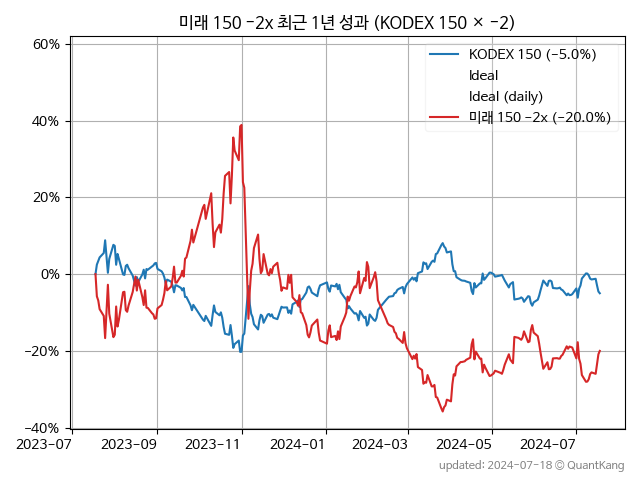 미래 150 -2x 최근 1년 성과 (KODEX 150 × -2)
60%
40%
20%
0%
-20%
-40%
KODEX 150 (-5.0%)
Ideal
Ideal (daily)
미래 150 -2x (-20.0%)
2023-07 2023-09 2023-11 2024-01 2024-03 2024-05 2024-07
updated: 2024-07-18 © QuantKang